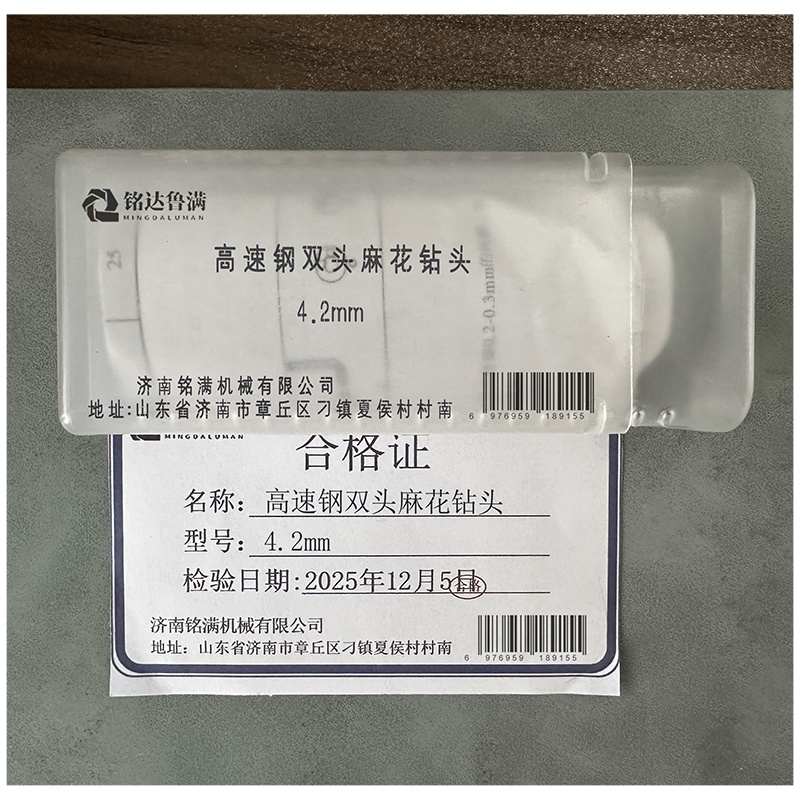 铭达鲁满
MINGDALUMAN
25
高速钢双头麻花钻头
4.2mm
济南铭满机械有限公司
地址:山东省济南市章丘区刁镇夏侯村村南
6 976959 189155
MINGDALUMAN
合格证
名称：高速钢双头麻花钻头
型号：4.2mm
检验日期:2025年12月5日
合格
济南铭满机械有限公司
地址：山东省济南市章丘区刁镇夏侯村村南
6 976959 189155